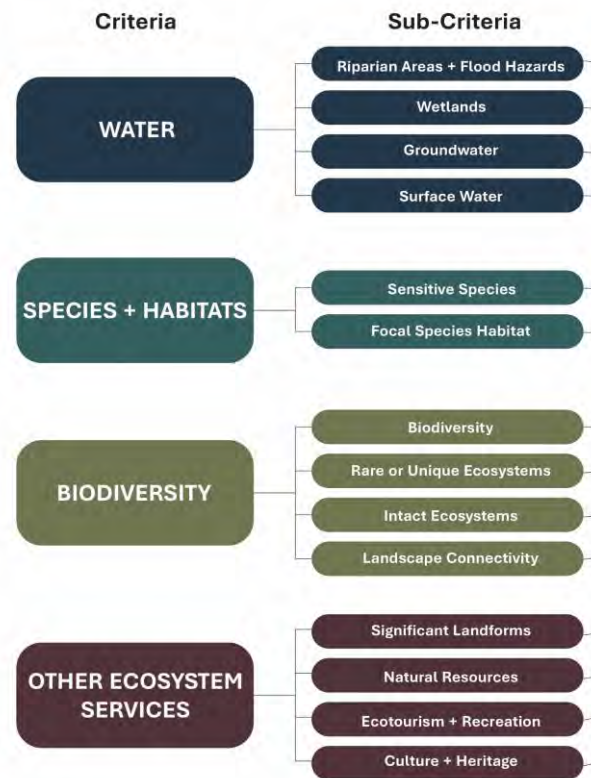 Criteria
Sub-Criteria
WATER
Riparian Areas + Flood Hazards
Wetlands
Groundwater
Surface Water
SPECIES + HABITATS
Sensitive Species
Focal Species Habitat
BIODIVERSITY
Biodiversity
Rare or Unique Ecosystems
Intact Ecosystems
Landscape Connectivity
OTHER ECOSYSTEM
SERVICES
Significant Landforms
Natural Resources
Ecotourism + Recreation
Culture + Heritage